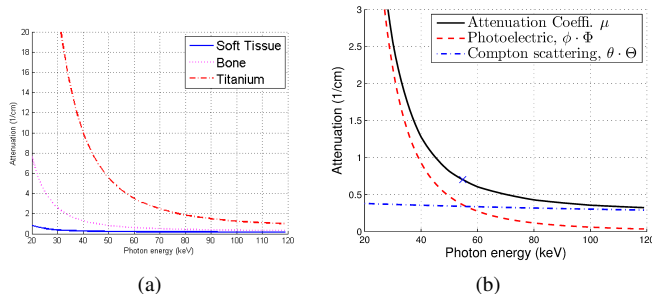 20
18
16
14
12
10
8
6
4
2
0
Attenuation (1/cm)
Soft Tissue
Bone
Titanium
20 30 40 50 60 70 80 90 100 110 120
Photon energy (keV)
(a)
3
2.5
2
1.5
1
0.5
0
Attenuation (1/cm)
Attenuation Coeffi. μ
Photoelectric, ϕ · Φ
Compton scattering, θ · Θ
20 40 60 80 100 120
Photon energy (keV)
(b)